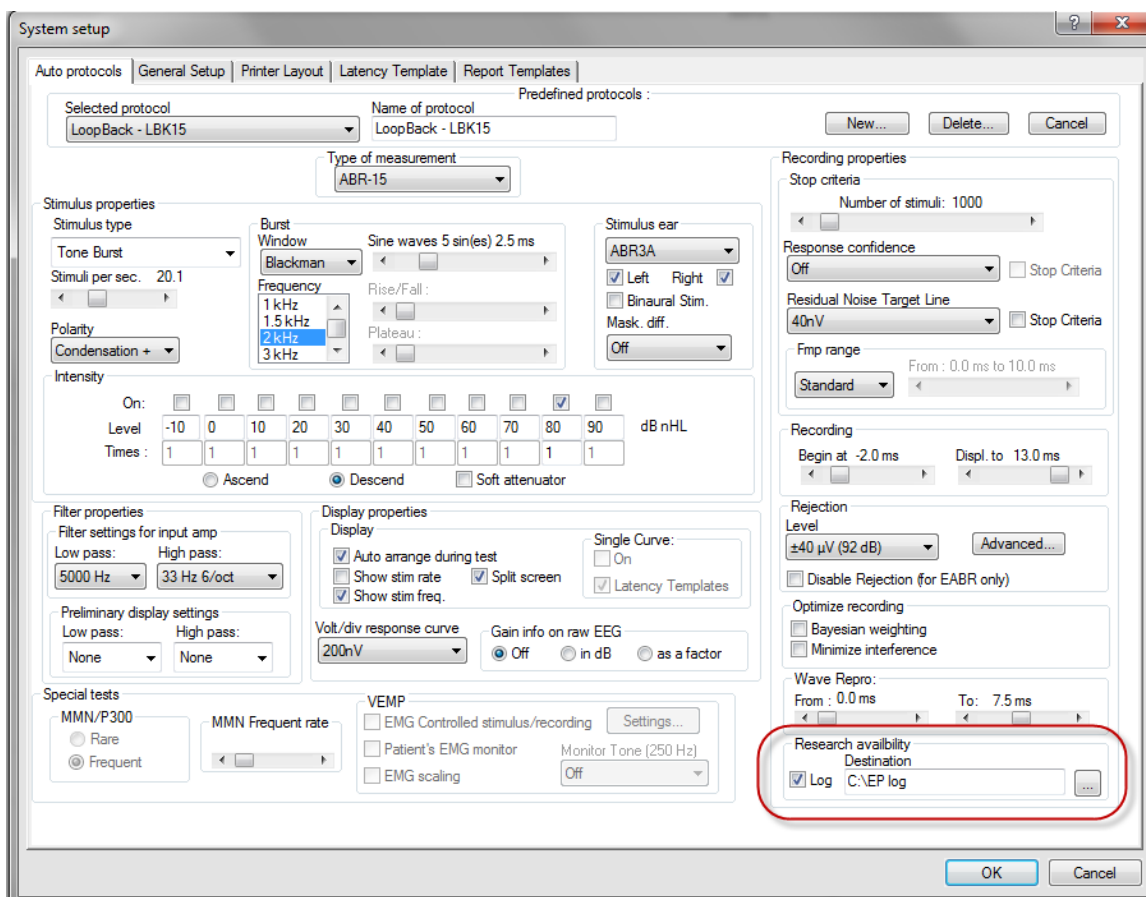 System setup
Auto protocols General Setup Printer Layout Latency Template Report Templates
Predefined protocols :
Selected protocol
LoopBack - LBK15
Name of protocol
LoopBack - LBK15
New... Delete... Cancel
Type of measurement
ABR-15
Stimulus properties
Stimulus type
Tone Burst
Stimuli per sec. 20.1
Polarity
Condensation +
Burst
Window
Blackman
Sine waves 5 sin(es) 2.5 ms
Frequency
1 kHz
1.5 kHz
2 kHz
3 kHz
Rise/Fall :
Plateau :
Stimulus ear
ABR3A
Left Right
Binaural Stim.
Mask. diff.
Off
Intensity
On:
Level -10 0 10 20 30 40 50 60 70 80 90 dB nHL
Times : 1 1 1 1 1 1 1 1 1 1 1
Ascend Descend Soft attenuator
Filter properties
Filter settings for input amp
Low pass: High pass:
5000 Hz 33 Hz 6/oct
Preliminary display settings
Low pass: High pass:
None None
Display properties
Display
Auto arrange during test
Show stim rate Split screen
Show stim freq.
Single Curve:
On
Latency Templates
Volt/div response curve
200nV
Gain info on raw EEG
Off in dB as a factor
Special tests
MMN/P300
Rare
Frequent
MMN Frequent rate
VEMP
EMG Controlled stimulus/recording Settings...
Patient's EMG monitor
EMG scaling
Monitor Tone (250 Hz)
Off
Recording properties
Stop criteria
Number of stimuli: 1000
Response confidence
Off Stop Criteria
Residual Noise Target Line
40nV Stop Criteria
Fmp range
Standard
From : 0.0 ms to 10.0 ms
Recording
Begin at -2.0 ms Displ. to 13.0 ms
Rejection
Level
±40 µV (92 dB) Advanced...
Disable Rejection (for EABR only)
Optimize recording
Bayesian weighting
Minimize interference
Wave Repro:
From : 0.0 ms To: 7.5 ms
Research availbility
Destination
Log C:\EP log ...
OK Cancel